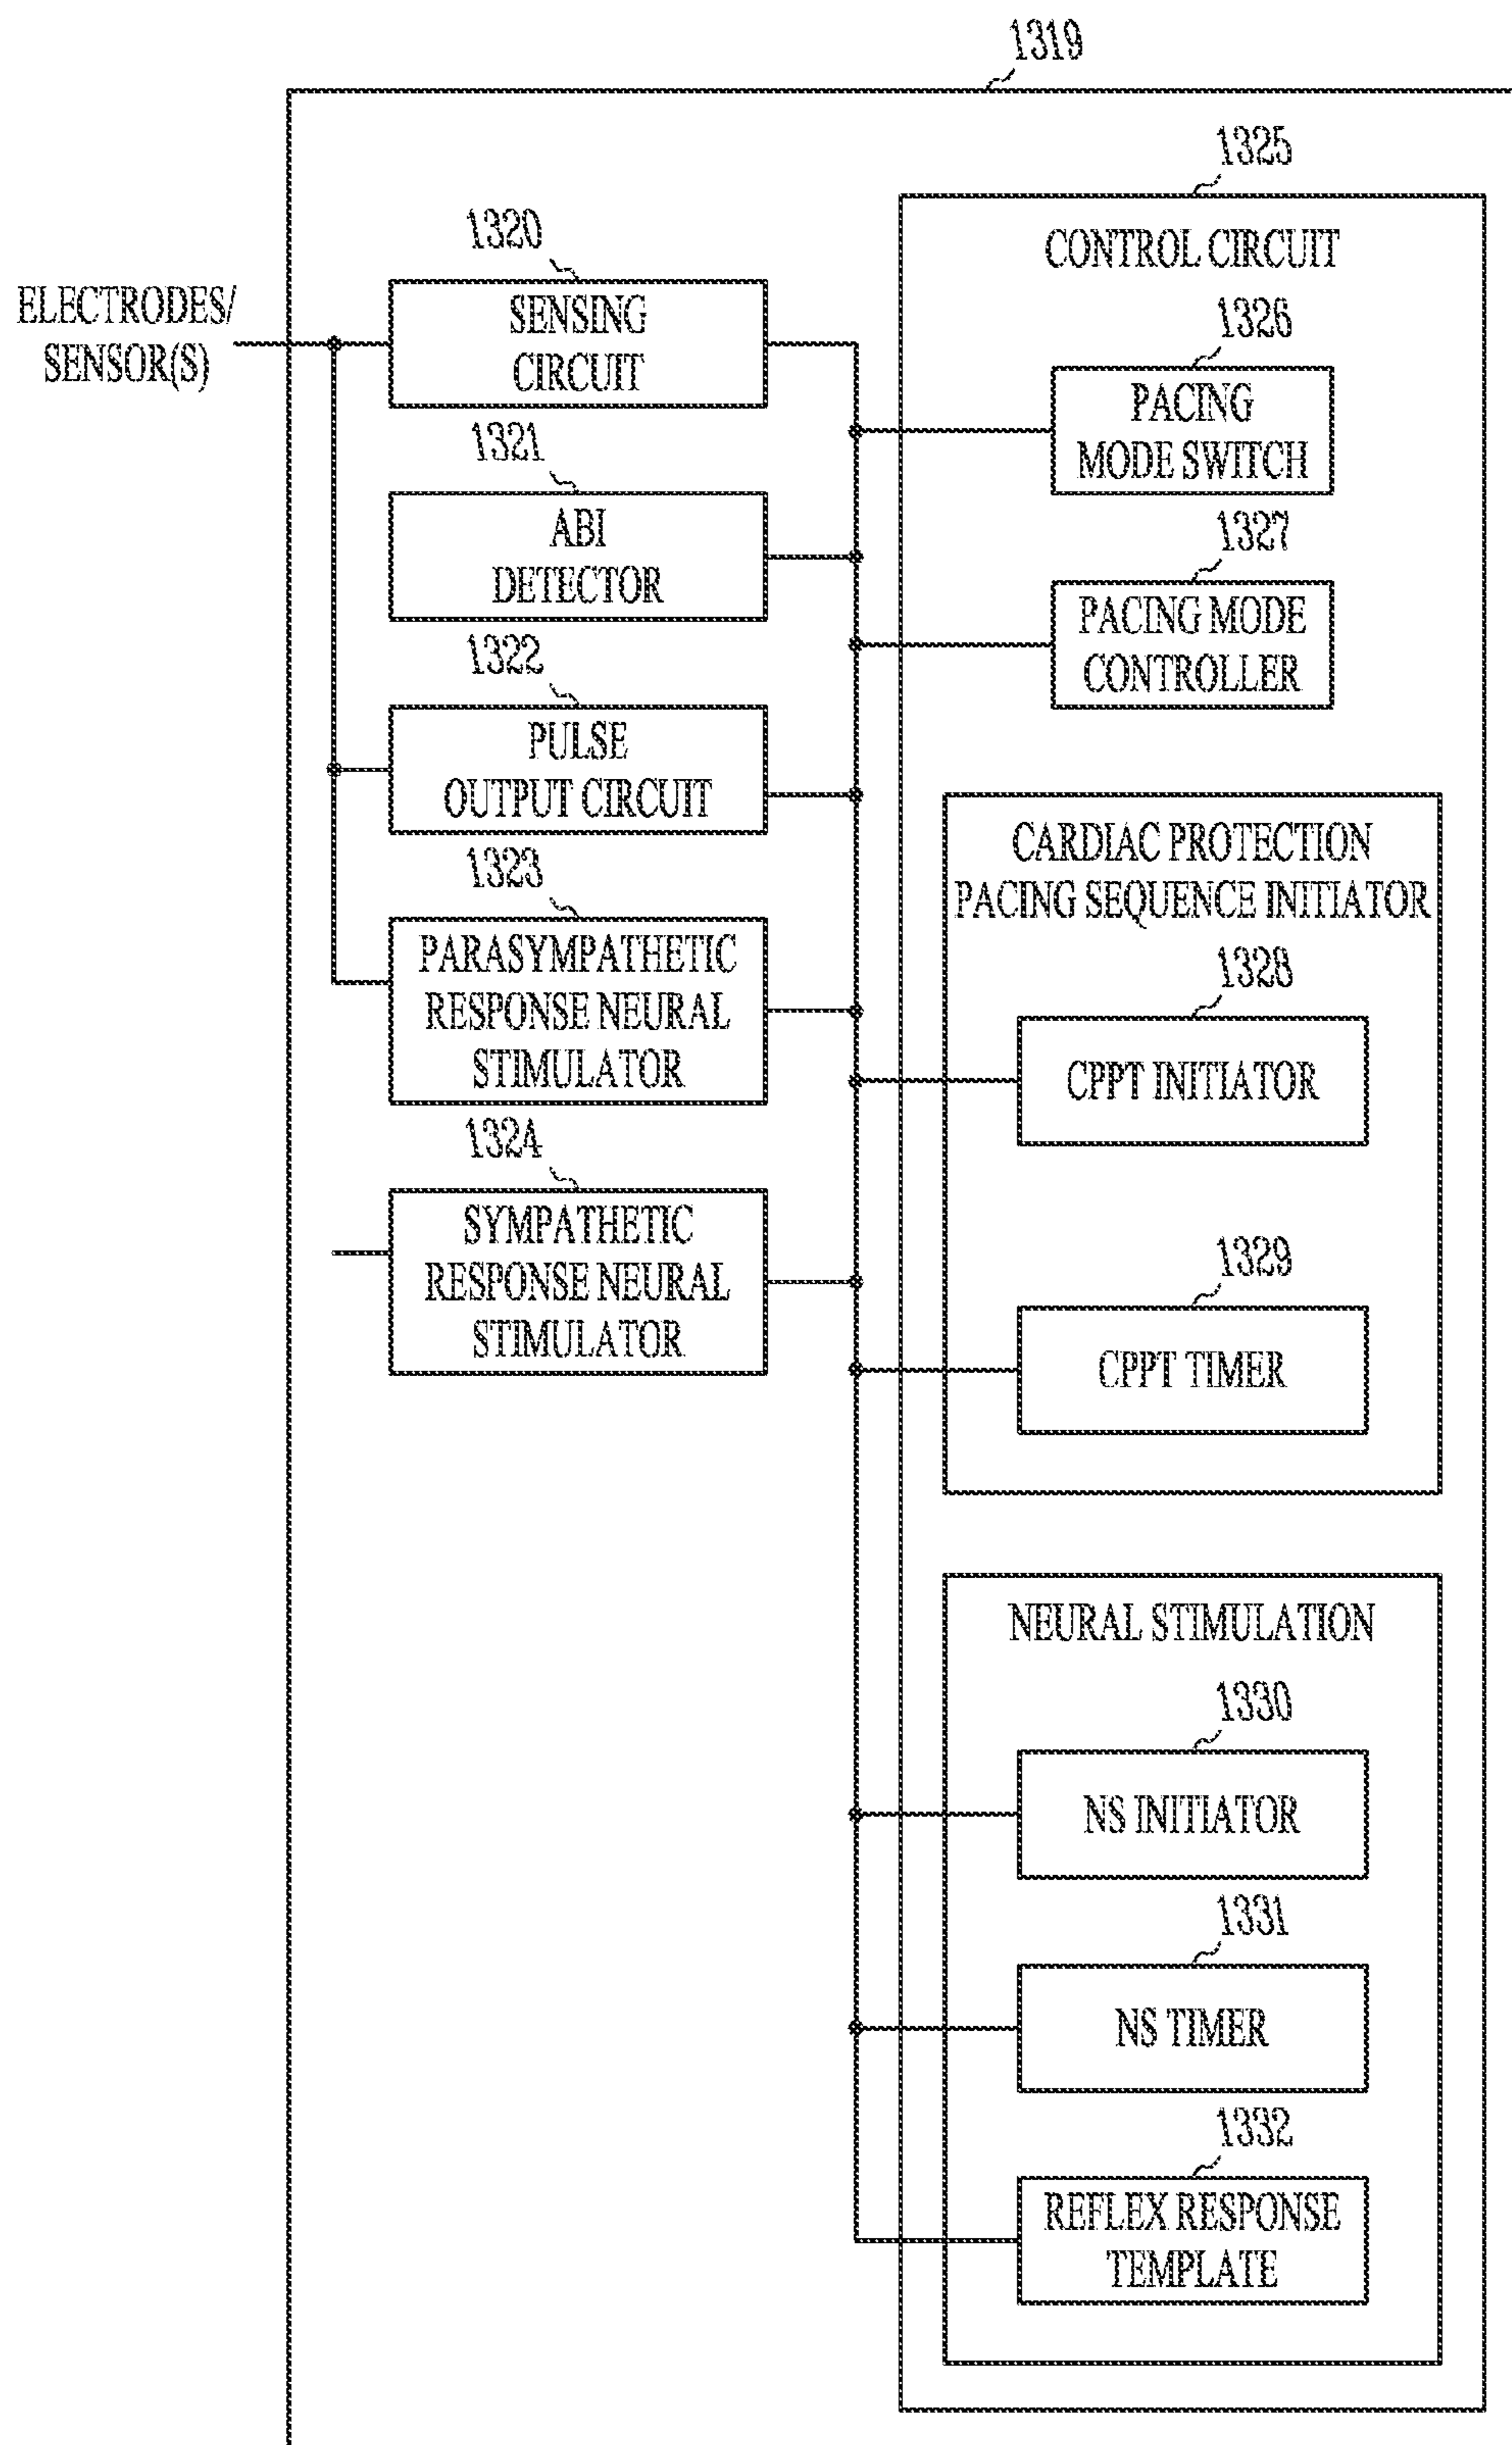 1319
1325
CONTROL CIRCUIT
1320
ELECTRODES/
SENSOR(S)
SENSING
CIRCUIT
1326
PACING
MODE SWITCH
1321
ABI
DETECTOR
1327
PACING MODE
CONTROLLER
1322
PULSE
OUTPUT CIRCUIT
CARDIAC PROTECTION
PACING SEQUENCE INITIATOR
1323
PARASYMPATHETIC
RESPONSE NEURAL
STIMULATOR
1328
CPPT INITIATOR
1324
SYMPATHETIC
RESPONSE NEURAL
STIMULATOR
1329
CPPT TIMER
NEURAL STIMULATION
1330
NS INITIATOR
1331
NS TIMER
1332
REFLEX RESPONSE
TEMPLATE